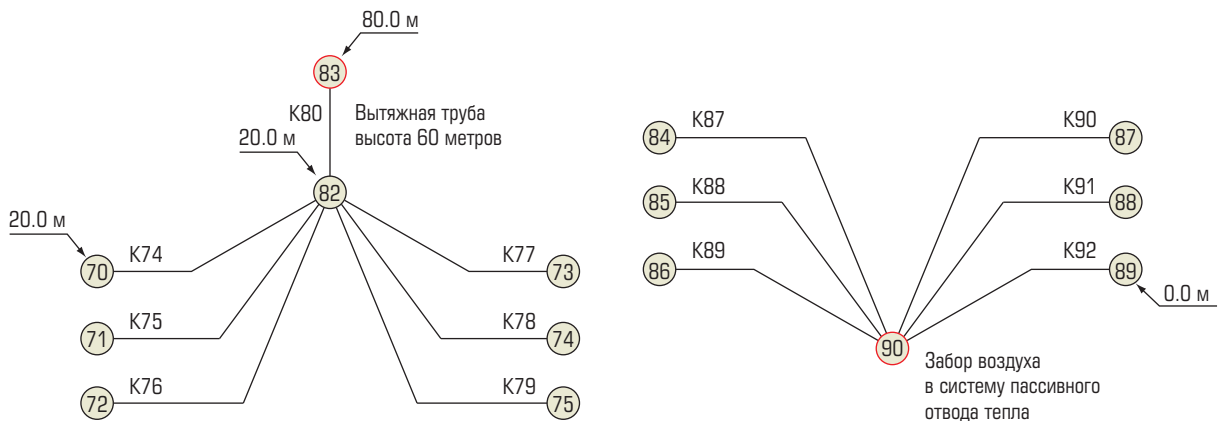 80.0 м
83
К80
Вытяжная труба
высота 60 метров
20.0 м
82
20.0 м
70
К74
К77
73
71
К75
К78
74
72
К76
К79
75
84
К87
К90
87
85
К88
К91
88
86
К89
К92
89
0.0 м
90
Забор воздуха
в систему пассивного
отвода тепла